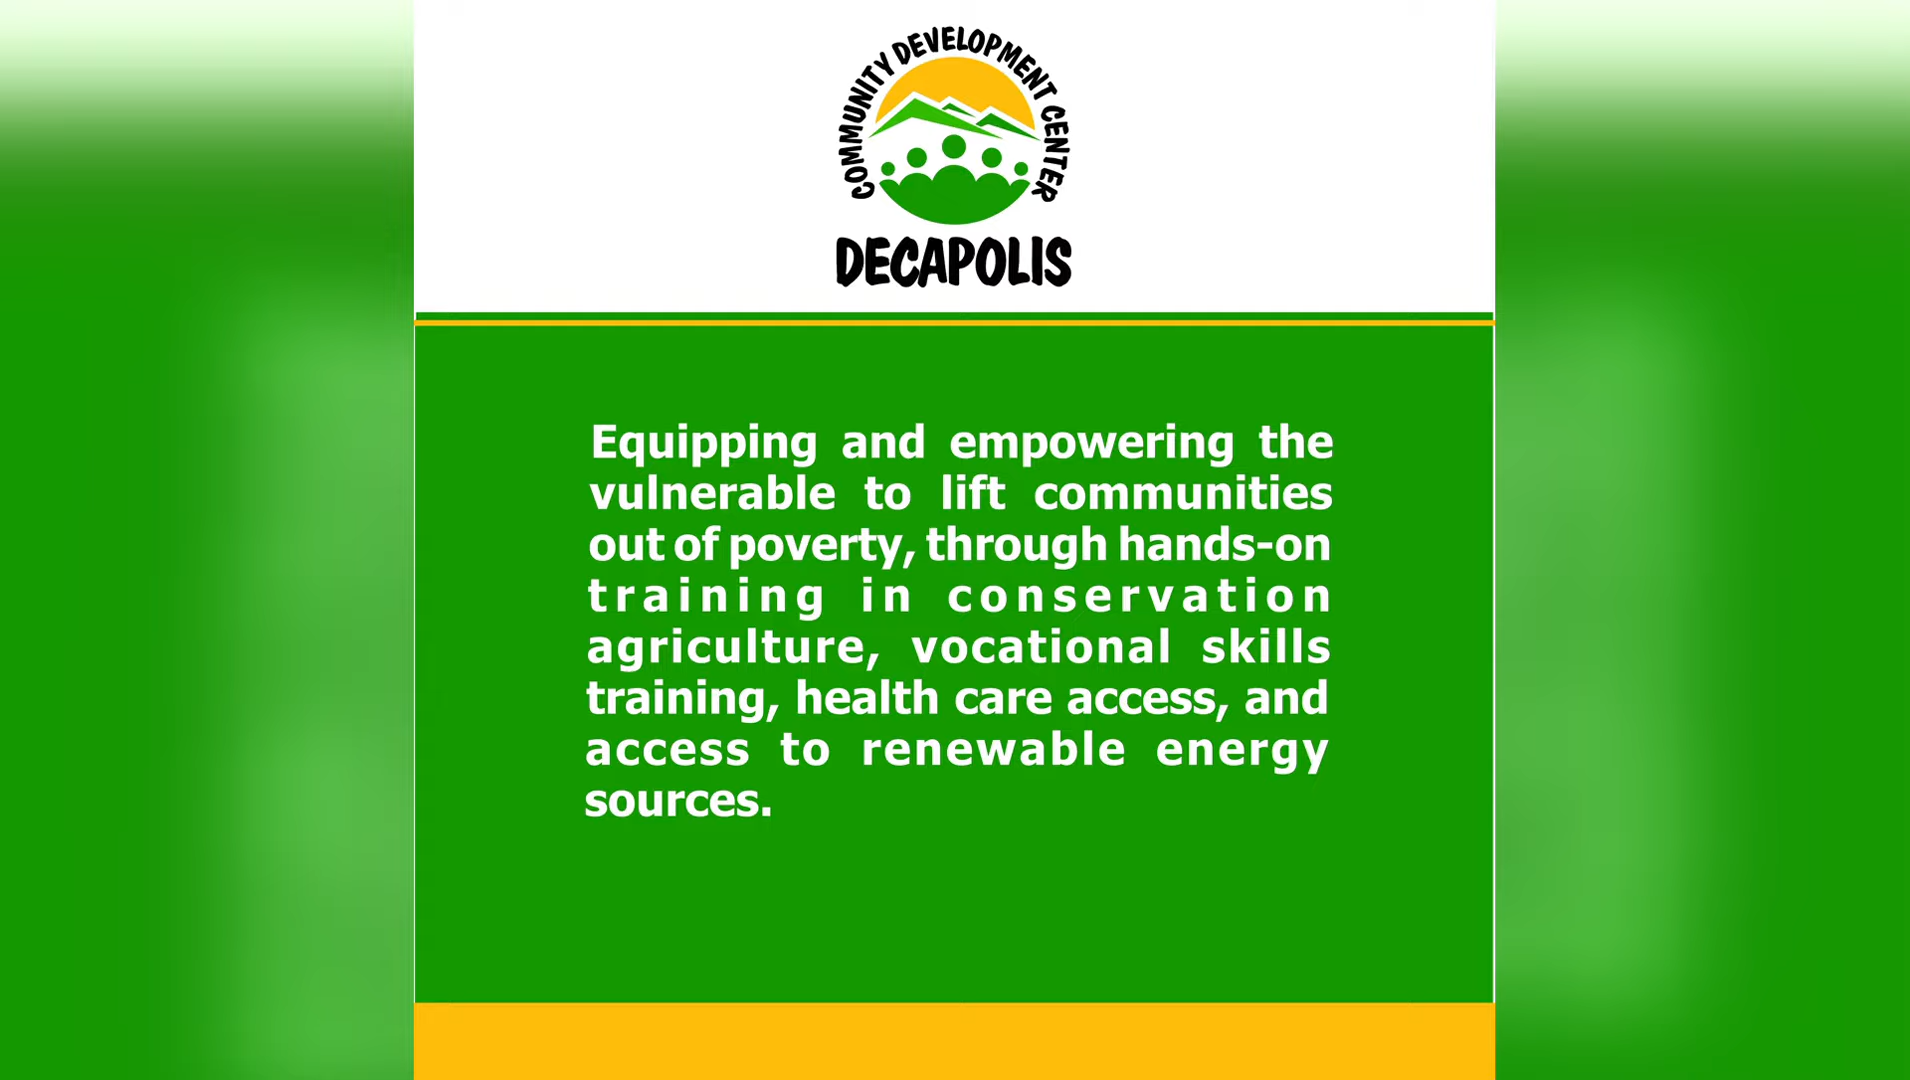 COMMUNITY DEVELOPMENT CENTER
DECAPOLIS
Equipping and empowering the
vulnerable to lift communities
out of poverty, through hands-on
training in conservation
agriculture, vocational skills
training, health care access, and
access to renewable energy
sources.